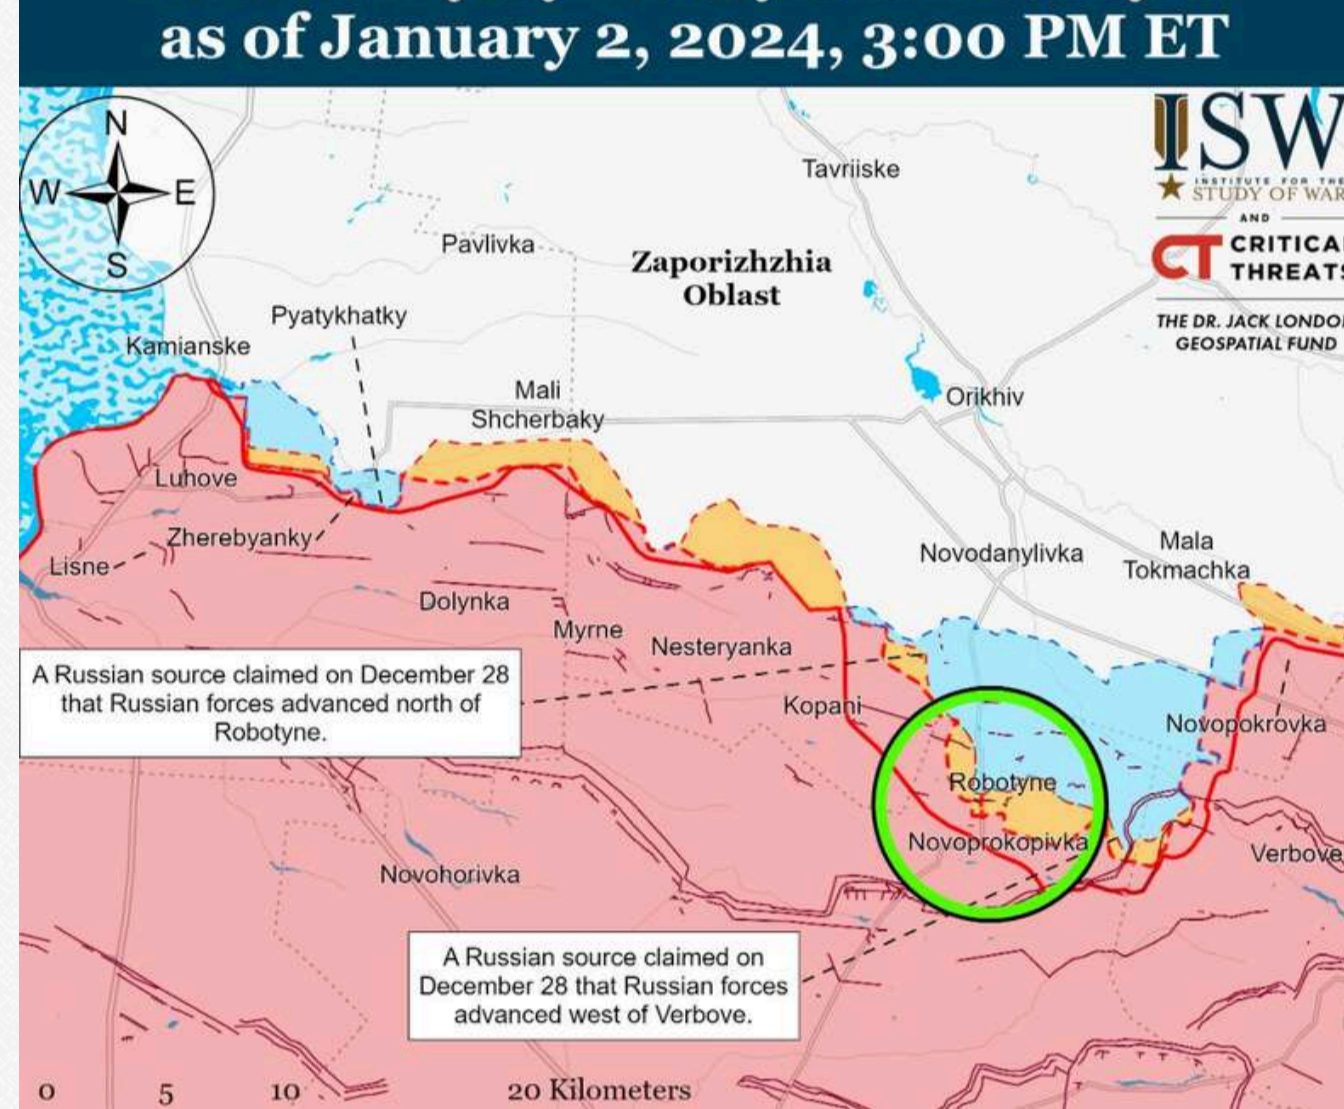 as of January 2, 2024, 3:00 PM ET
N
W
E
S
ISW
INSTITUTE FOR THE
STUDY OF WAR
AND
CT CRITICAL
THREATS
THE DR. JACK LONDON
GEOSPATIAL FUND
Tavriiske
Pavlivka
Zaporizhzhia
Oblast
Pyatykhatky
Kamianske
Mali
Shcherbaky
Orikhiv
Luhove
Zherebyanky
Lisne
Novodanylivka
Mala
Tokmachka
Dolynka
Myrne
Nesteryanka
A Russian source claimed on December 28
that Russian forces advanced north of
Robotyne.
Kopani
Novopokrovka
Robotyne
Novoprokopivka
Verbove
Novohorivka
A Russian source claimed on
December 28 that Russian forces
advanced west of Verbove.
0 5 10 20 Kilometers